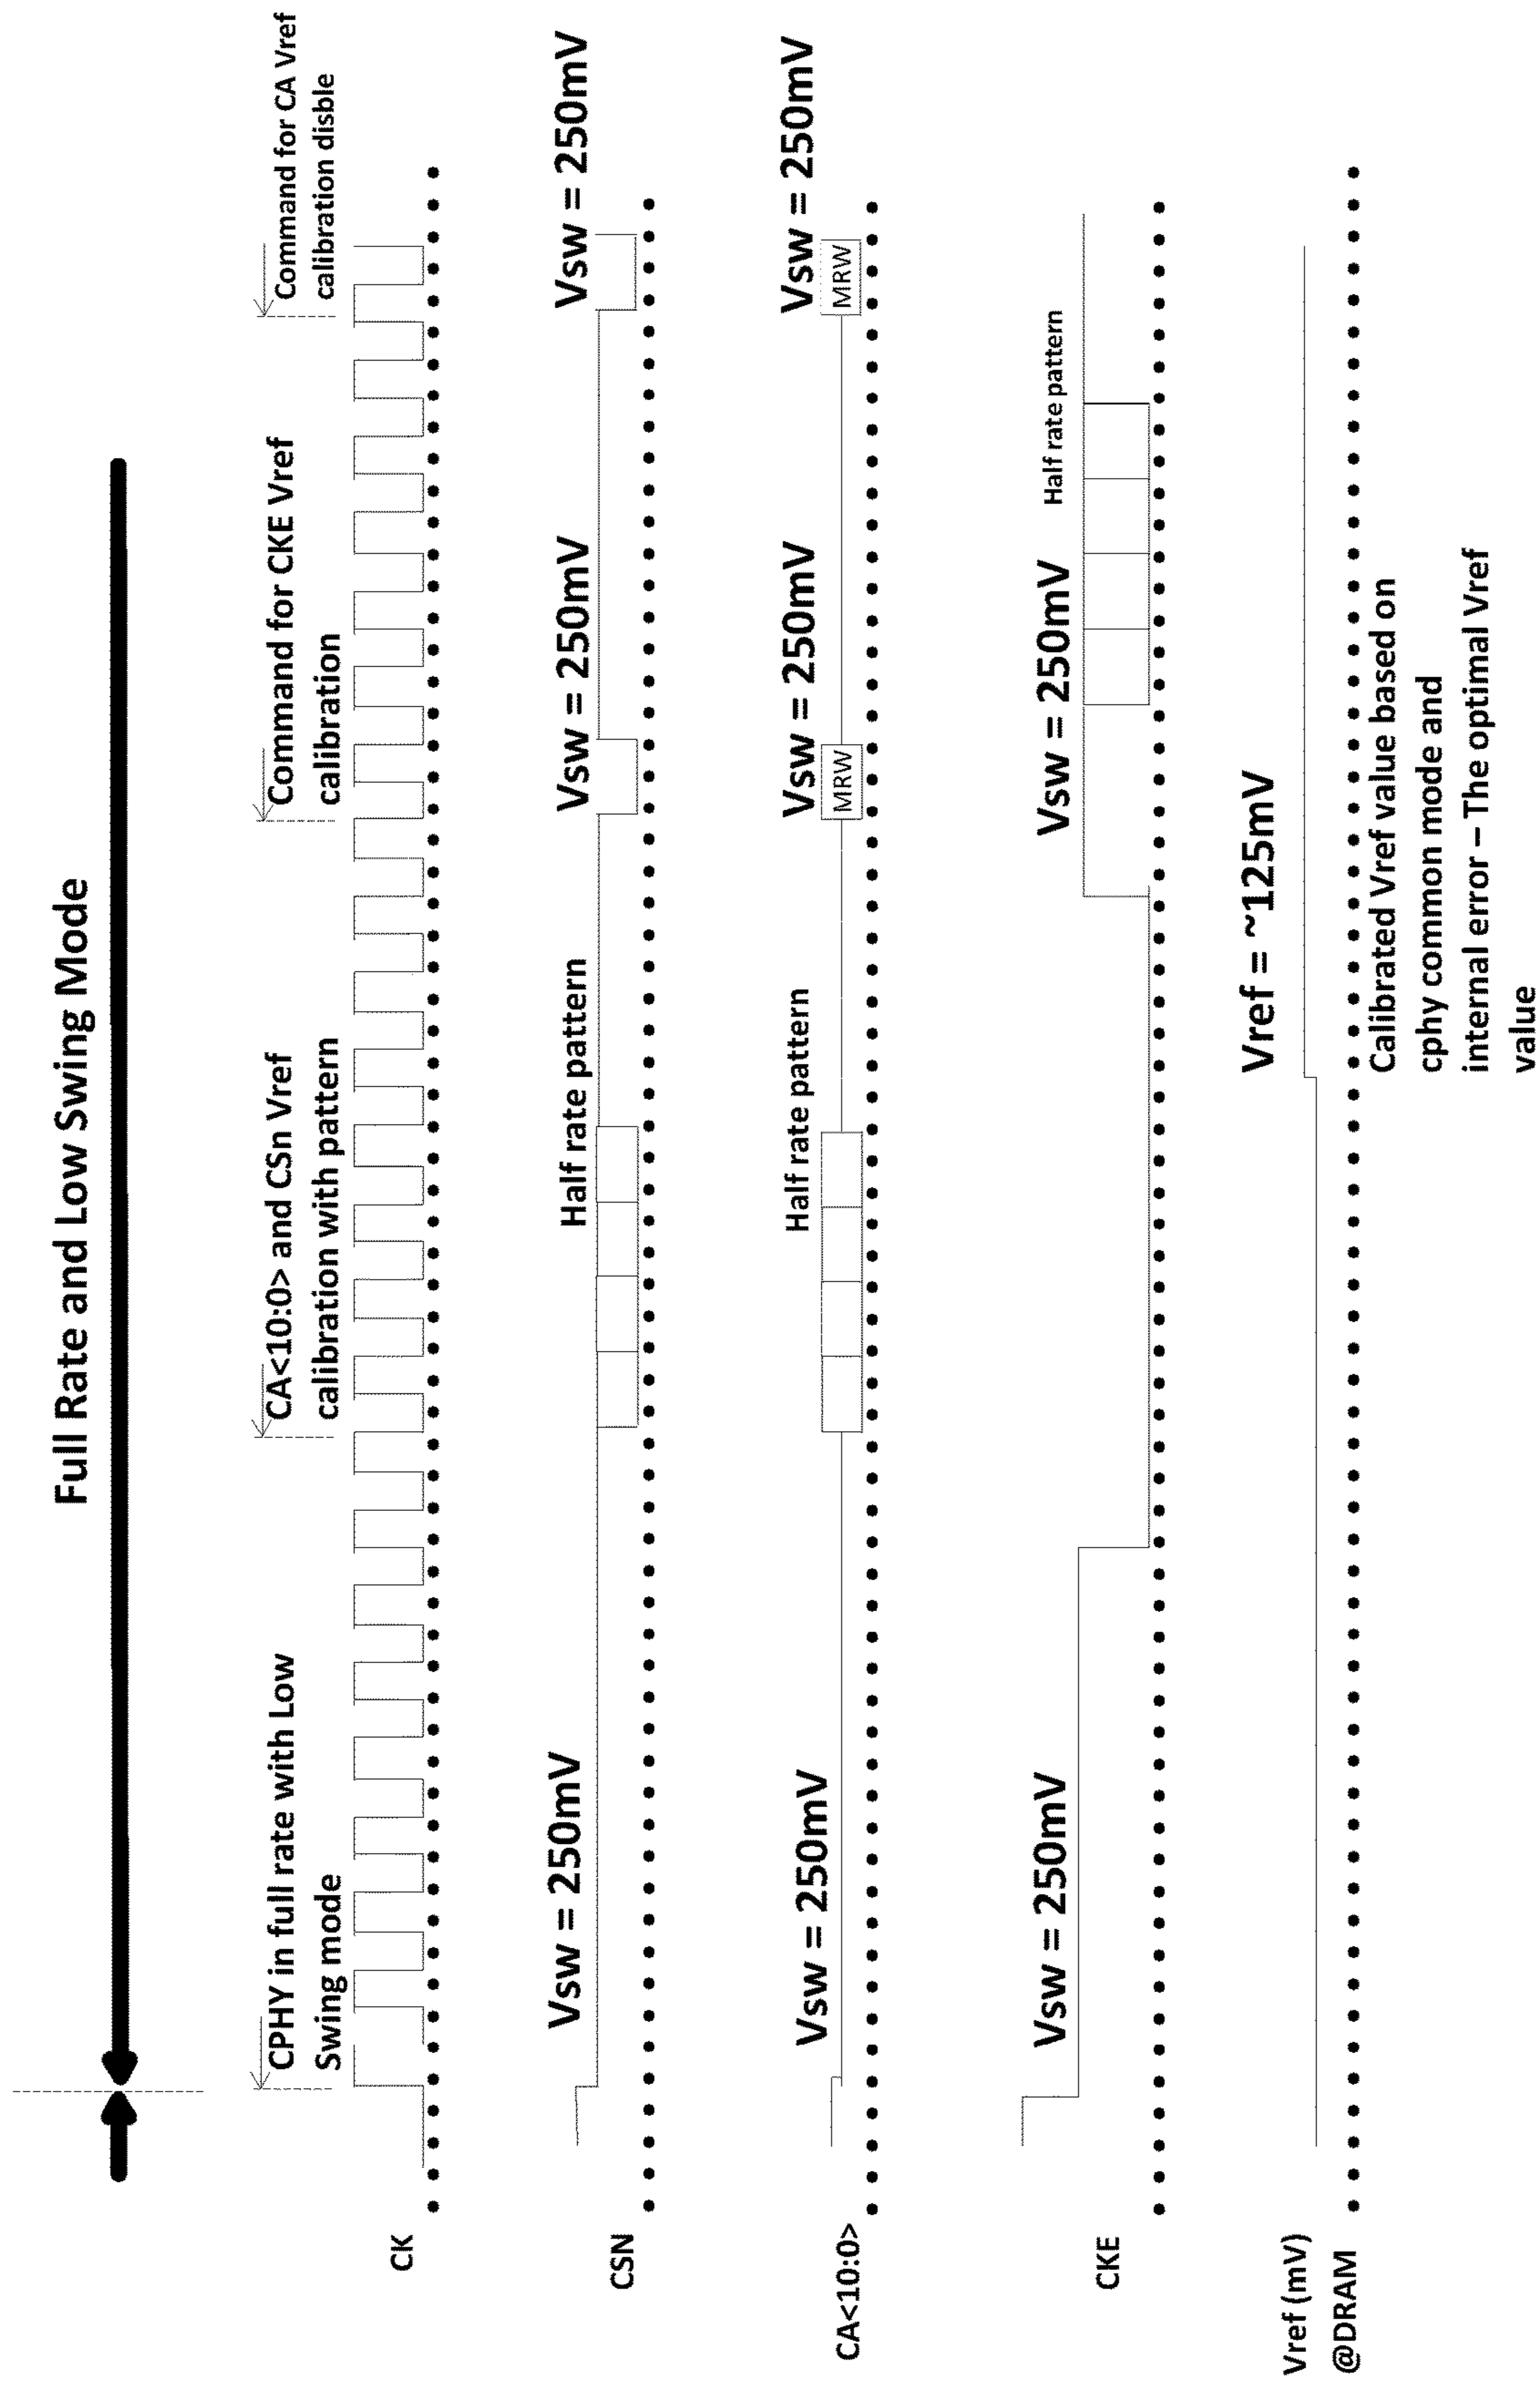 Full Rate and Low Swing Mode
CPHY in full rate with Low
Swing mode
CA<10:0> and CSn Vref
calibration with pattern
Command for CKE Vref
calibration
Command for CA Vref
calibration disble
CK
CSN
Vsw = 250mV
Half rate pattern
Vsw = 250mV
Vsw = 250mV
CA<10:0>
Vsw = 250mV
Half rate pattern
Vsw = 250mV
MRW
Vsw = 250mV
MRW
CKE
Vsw = 250mV
Vsw = 250mV
Half rate pattern
Vref (mV)
@DRAM
Vref = ~125mV
Calibrated Vref value based on
cphy common mode and
internal error – The optimal Vref
value